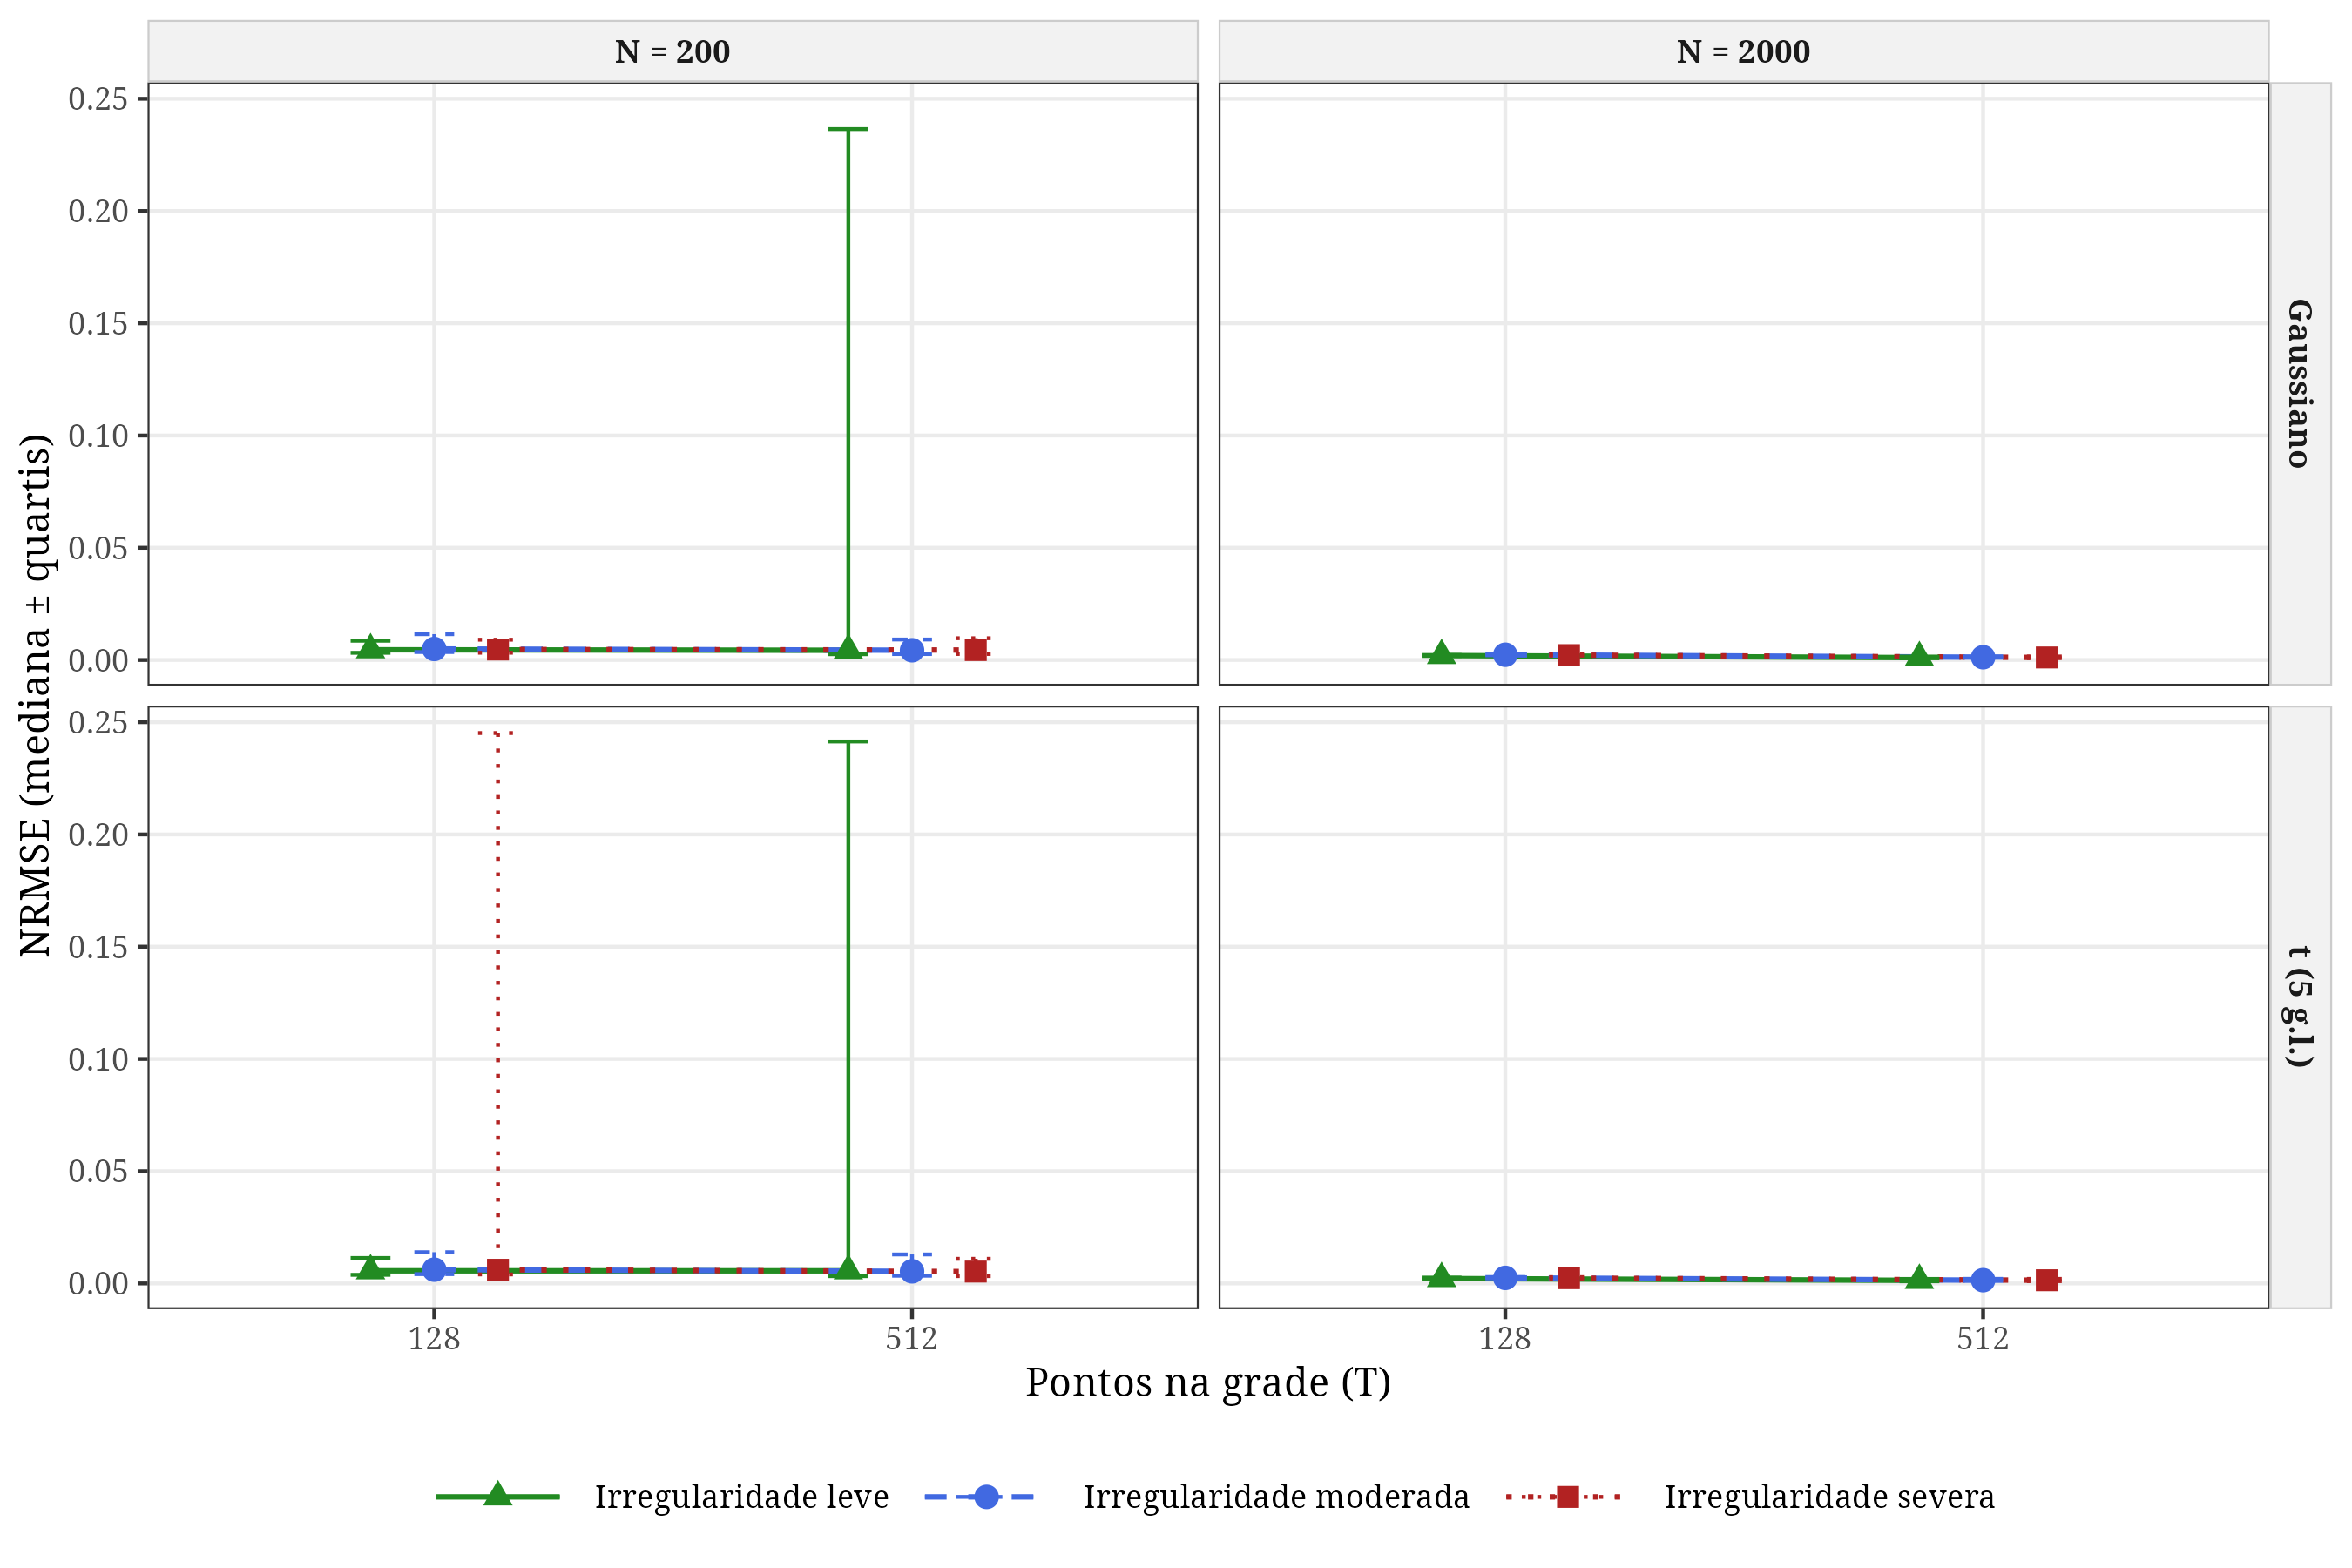 N = 200
N = 2000
0.25
0.20
0.15
0.10
0.05
0.00
Gaussiano
NRMSE (mediana ± quartis)
0.25
0.20
0.15
0.10
0.05
0.00
t (5 g.l.)
128
512
128
512
Pontos na grade (T)
Irregularidade leve
Irregularidade moderada
Irregularidade severa